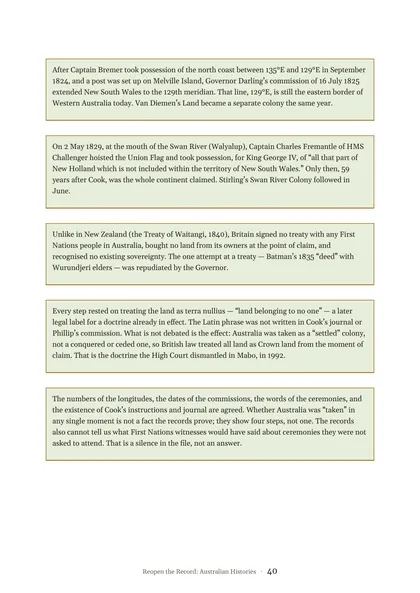 After Captain Bremer took possession of the north coast between 135°E and 129°E in September
1824, and a post was set up on Melville Island, Governor Darling's commission of 16 July 1825
extended New South Wales to the 129th meridian. That line, 129°E, is still the eastern border of
Western Australia today. Van Diemen's Land became a separate colony the same year.
On 2 May 1829, at the mouth of the Swan River (Walyalup), Captain Charles Fremantle of HMS
Challenger hoisted the Union Flag and took possession, for King George IV, of "all that part of
New Holland which is not included within the territory of New South Wales." Only then, 59
years after Cook, was the whole continent claimed. Stirling's Swan River Colony followed in
June.
Unlike in New Zealand (the Treaty of Waitangi, 1840), Britain signed no treaty with any First
Nations people in Australia, bought no land from its owners at the point of claim, and
recognised no existing sovereignty. The one attempt at a treaty — Batman's 1835 "deed" with
Wurundjeri elders — was repudiated by the Governor.
Every step rested on treating the land as terra nullius — "land belonging to no one" — a later
legal label for a doctrine already in effect. The Latin phrase was not written in Cook's journal or
Phillip's commission. What is not debated is the effect: Australia was taken as a "settled" colony,
not a conquered or ceded one, so British law treated all land as Crown land from the moment of
claim. That is the doctrine the High Court dismantled in Mabo, in 1992.
The numbers of the longitudes, the dates of the commissions, the words of the ceremonies, and
the existence of Cook's instructions and journal are agreed. Whether Australia was "taken" in
any single moment is not a fact the records prove; they show four steps, not one. The records
also cannot tell us what First Nations witnesses would have said about ceremonies they were not
asked to attend. That is a silence in the file, not an answer.
Reopen the Record: Australian Histories · 40